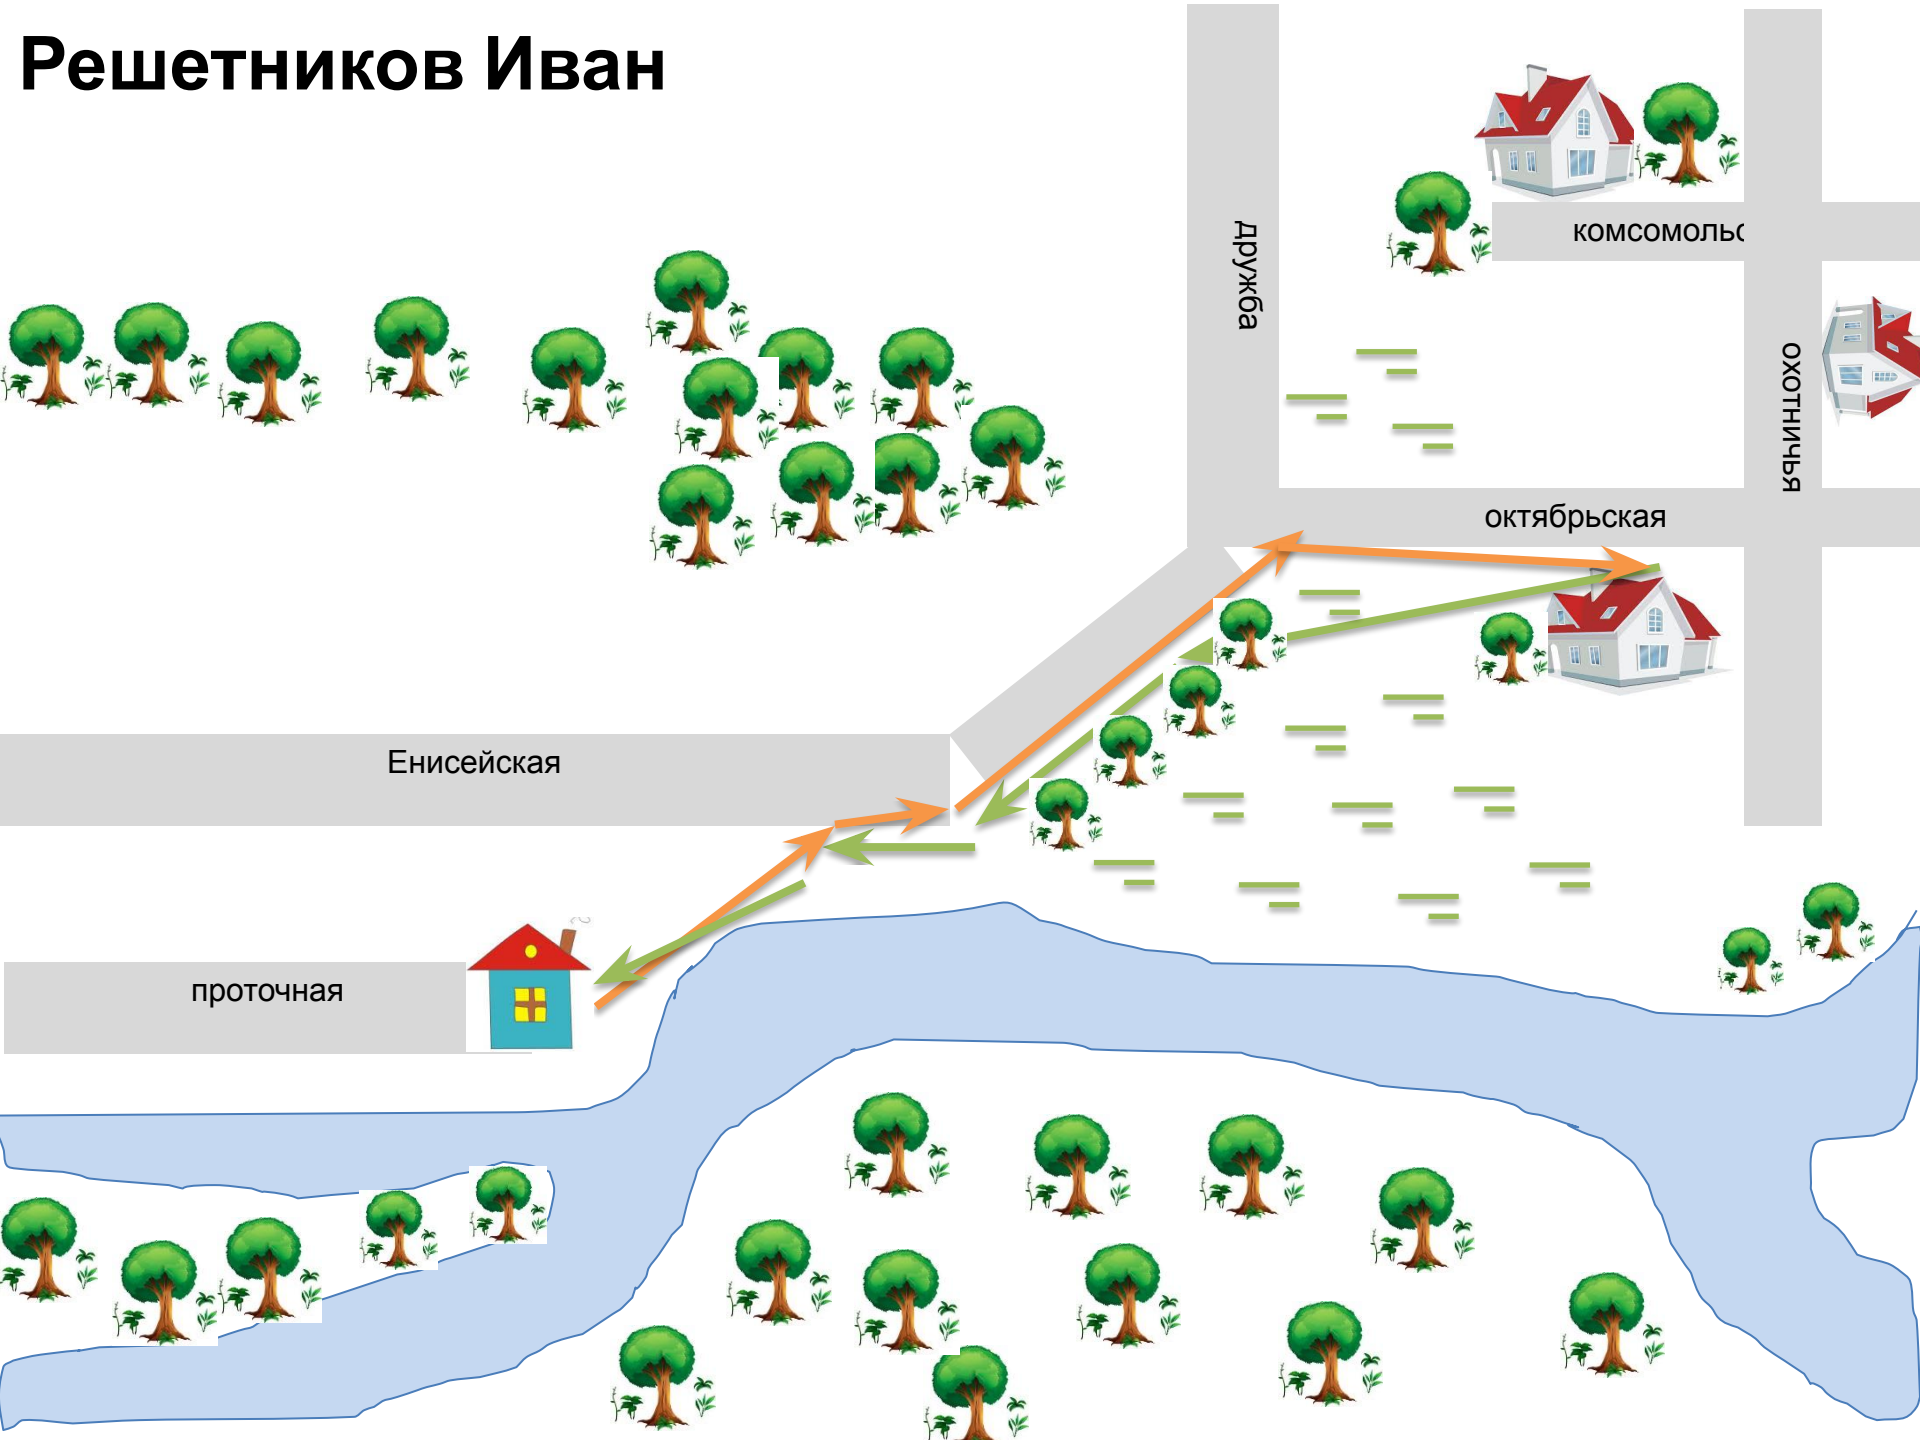 Решетников Иван
дружба
комсомольс
охотничья
октябрьская
Енисейская
проточная